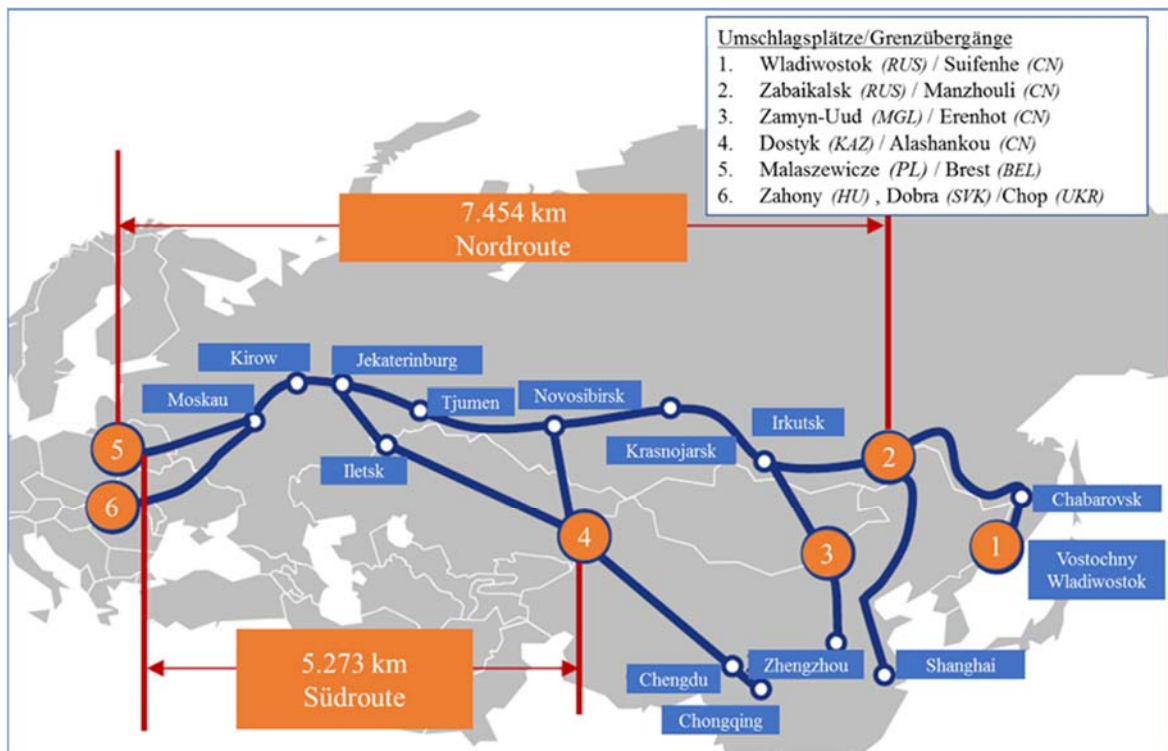 Umschlagsplätze/Grenzübergänge
1. Wladiwostok (RUS) / Suifenhe (CN)
2. Zabaikalsk (RUS) / Manzhouli (CN)
3. Zamyn-Uud (MGL) / Erenhot (CN)
4. Dostyk (KAZ) / Alashankou (CN)
5. Malaszewicze (PL) / Brest (BEL)
6. Zahony (HU) , Dobra (SVK) /Chop (UKR)
7.454 km
Nordroute
Kirow
Jekaterinburg
Moskau
Tjumen
Novosibirsk
Irkutsk
Krasnojarsk
Iletsk
5
6
4
3
2
1
Chabarovsk
Vostochny
Wladiwostok
5.273 km
Südroute
Chengdu
Zhengzhou
Shanghai
Chongqing